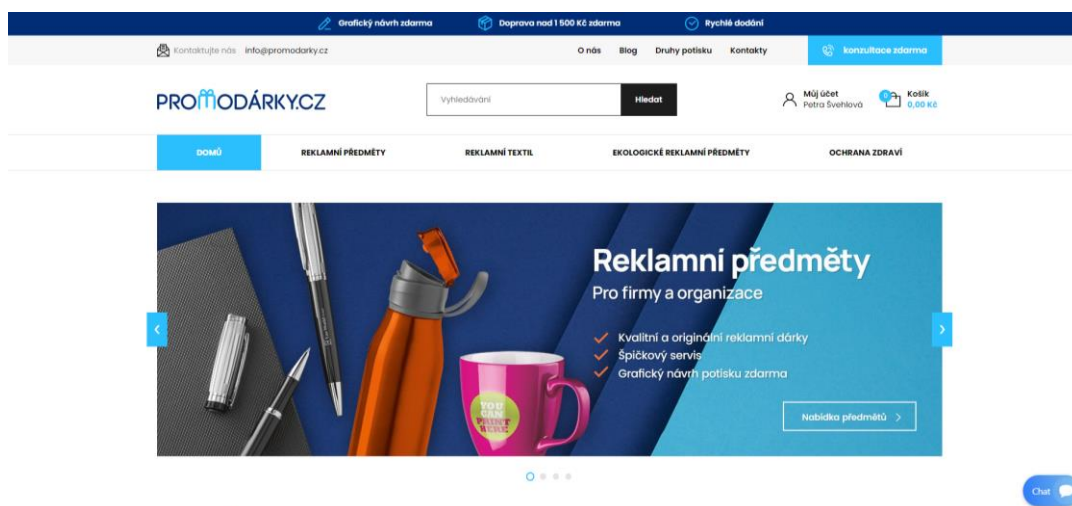 Grafický návrh zdarma
Doprava nad 1 500 Kč zdarma
Rychlé dodání
Kontaktujte nás info@promodarky.cz
O nás Blog Druhy potisku Kontakty
konzultace zdarma
PROMODÁRKY.CZ
Vyhledávání
Hledat
Můj účet
Petra Švehlová
0
Košík
0,00 Kč
DOMŮ REKLAMNÍ PŘEDMĚTY REKLAMNÍ TEXTIL EKOLOGICKÉ REKLAMNÍ PŘEDMĚTY OCHRANA ZDRAVÍ
Reklamní předměty
Pro firmy a organizace
Kvalitní a originální reklamní dárky
Špičkový servis
Grafický návrh potisku zdarma
Nabídka předmětů
YOU
CAN
PRINT
HERE
Chat